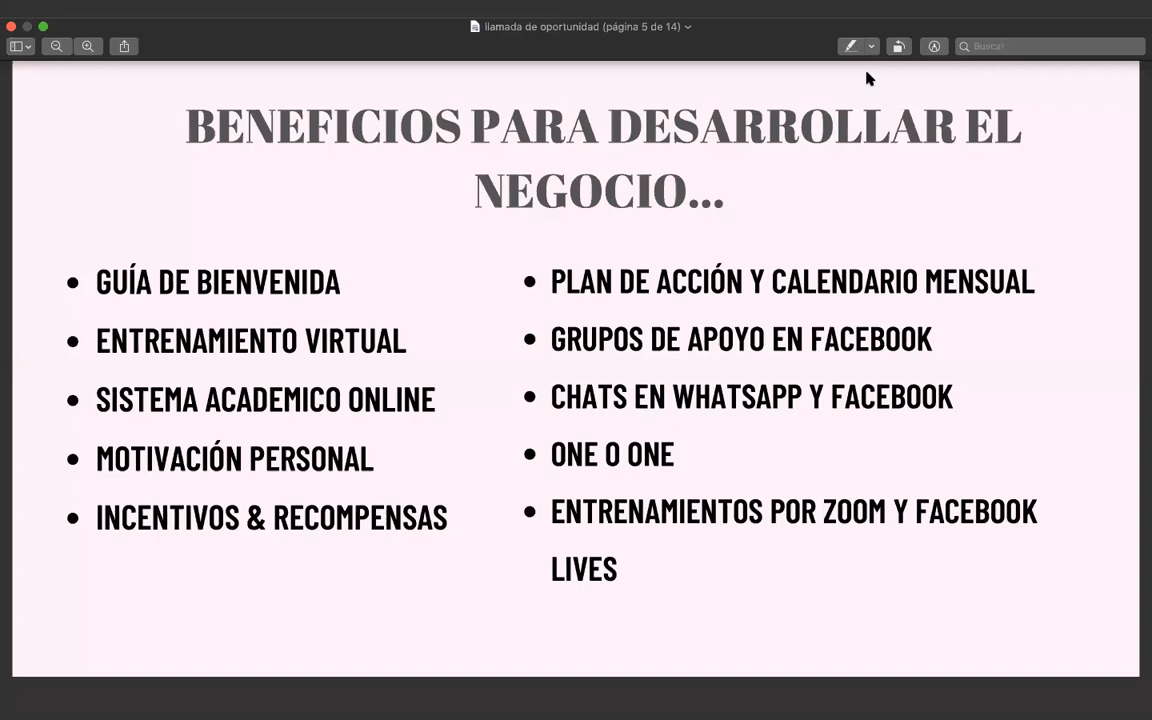 llamada de oportunidad (página 5 de 14)
Buscar
BENEFICIOS PARA DESARROLLAR EL
NEGOCIO...
• GUÍA DE BIENVENIDA
• ENTRENAMIENTO VIRTUAL
• SISTEMA ACADEMICO ONLINE
• MOTIVACIÓN PERSONAL
• INCENTIVOS & RECOMPENSAS
• PLAN DE ACCIÓN Y CALENDARIO MENSUAL
• GRUPOS DE APOYO EN FACEBOOK
• CHATS EN WHATSAPP Y FACEBOOK
• ONE O ONE
• ENTRENAMIENTOS POR ZOOM Y FACEBOOK
LIVES